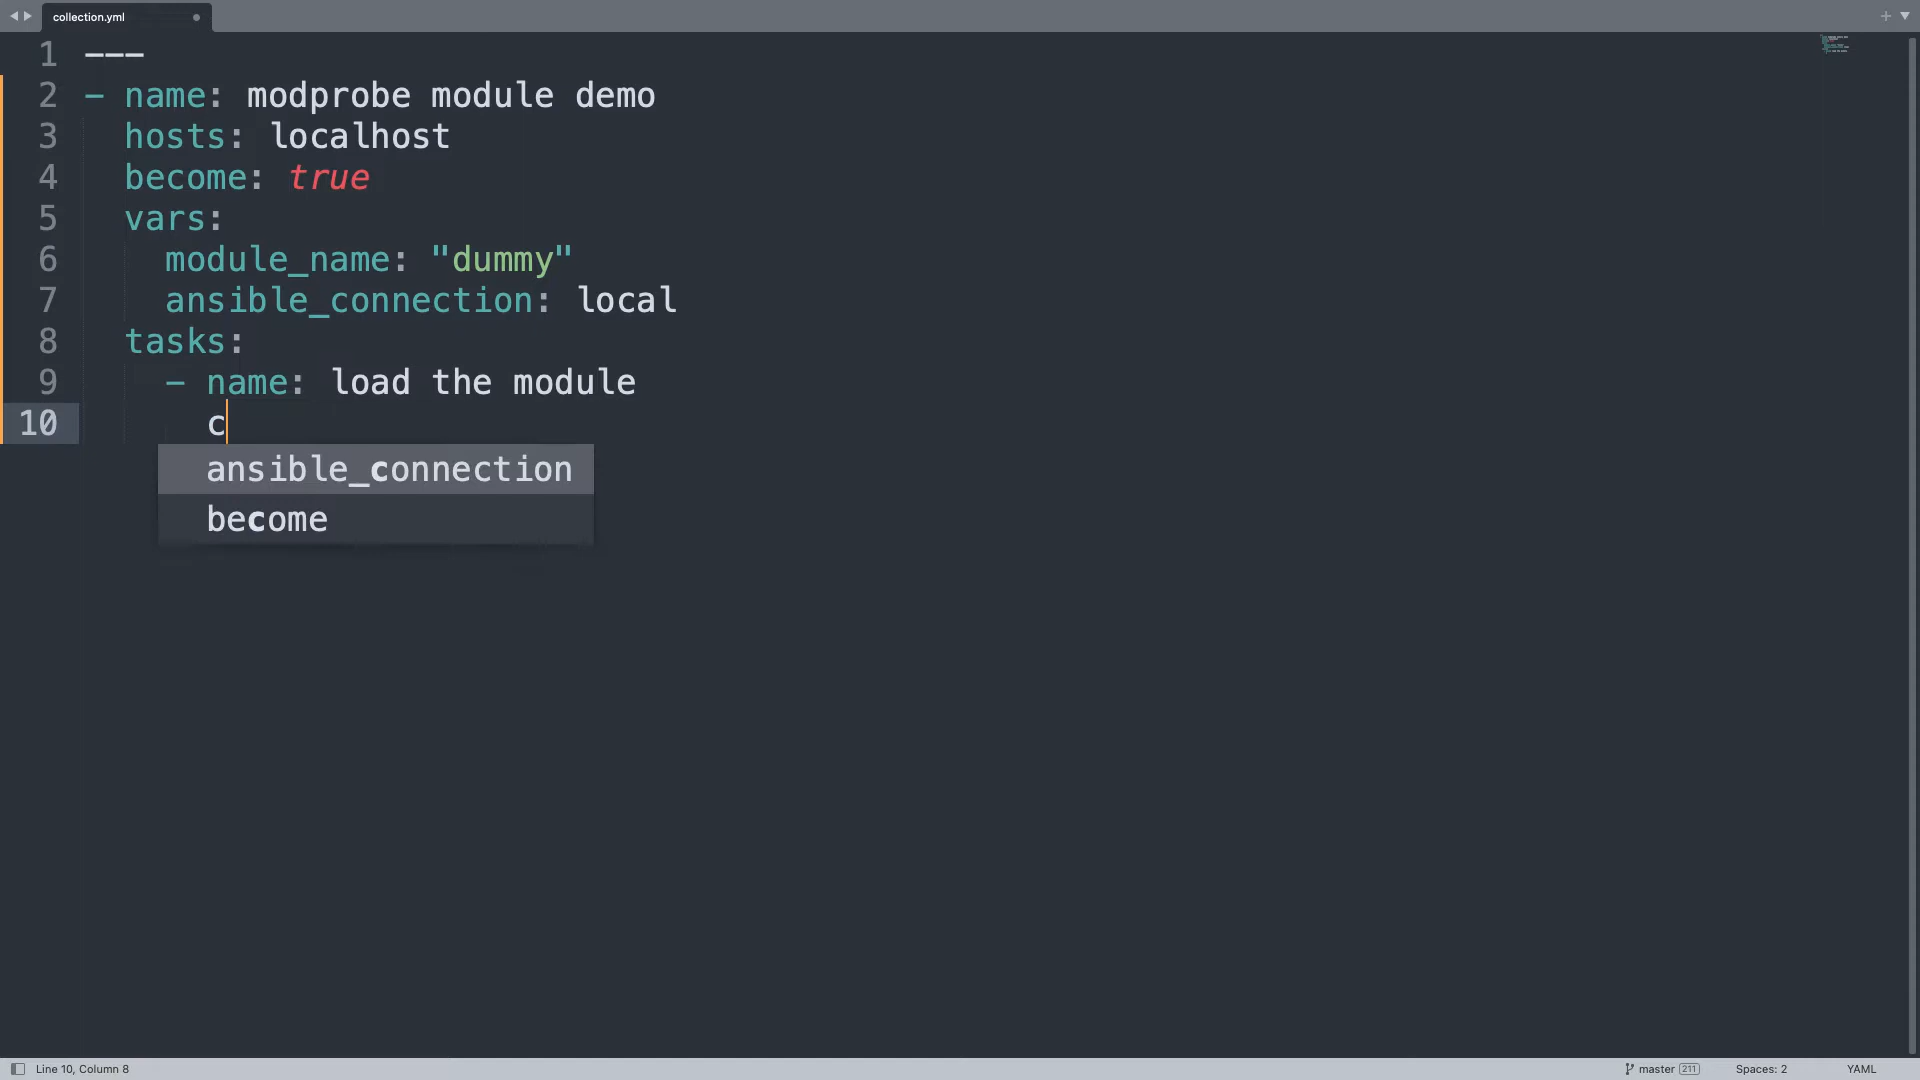 collection.yml
1 ---
2 - name: modprobe module demo
3 hosts: localhost
4 become: true
5 vars:
6 module_name: "dummy"
7 ansible_connection: local
8 tasks:
9 - name: load the module
10 c
ansible_connection
become
Line 10, Column 8
master 211
Spaces: 2
YAML